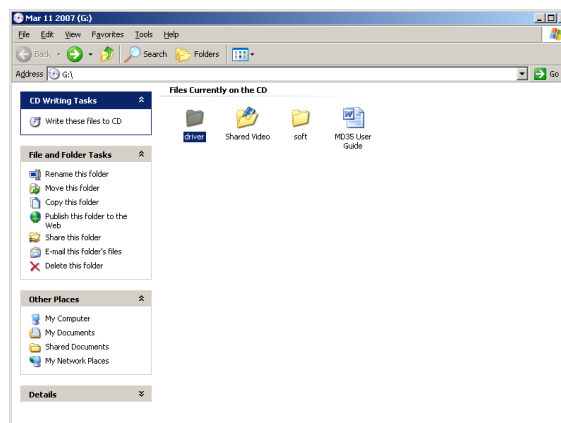 Mar 11 2007 (G:)
File Edit View Favorites Tools Help
Back Search Folders
Address G:\ Go
Files Currently on the CD
CD Writing Tasks
Write these files to CD
driver Shared Video soft MD35 User
Guide
File and Folder Tasks
Rename this folder
Move this folder
Copy this folder
Publish this folder to the
Web
Share this folder
E-mail this folder's files
Delete this folder
Other Places
My Computer
My Documents
Shared Documents
My Network Places
Details